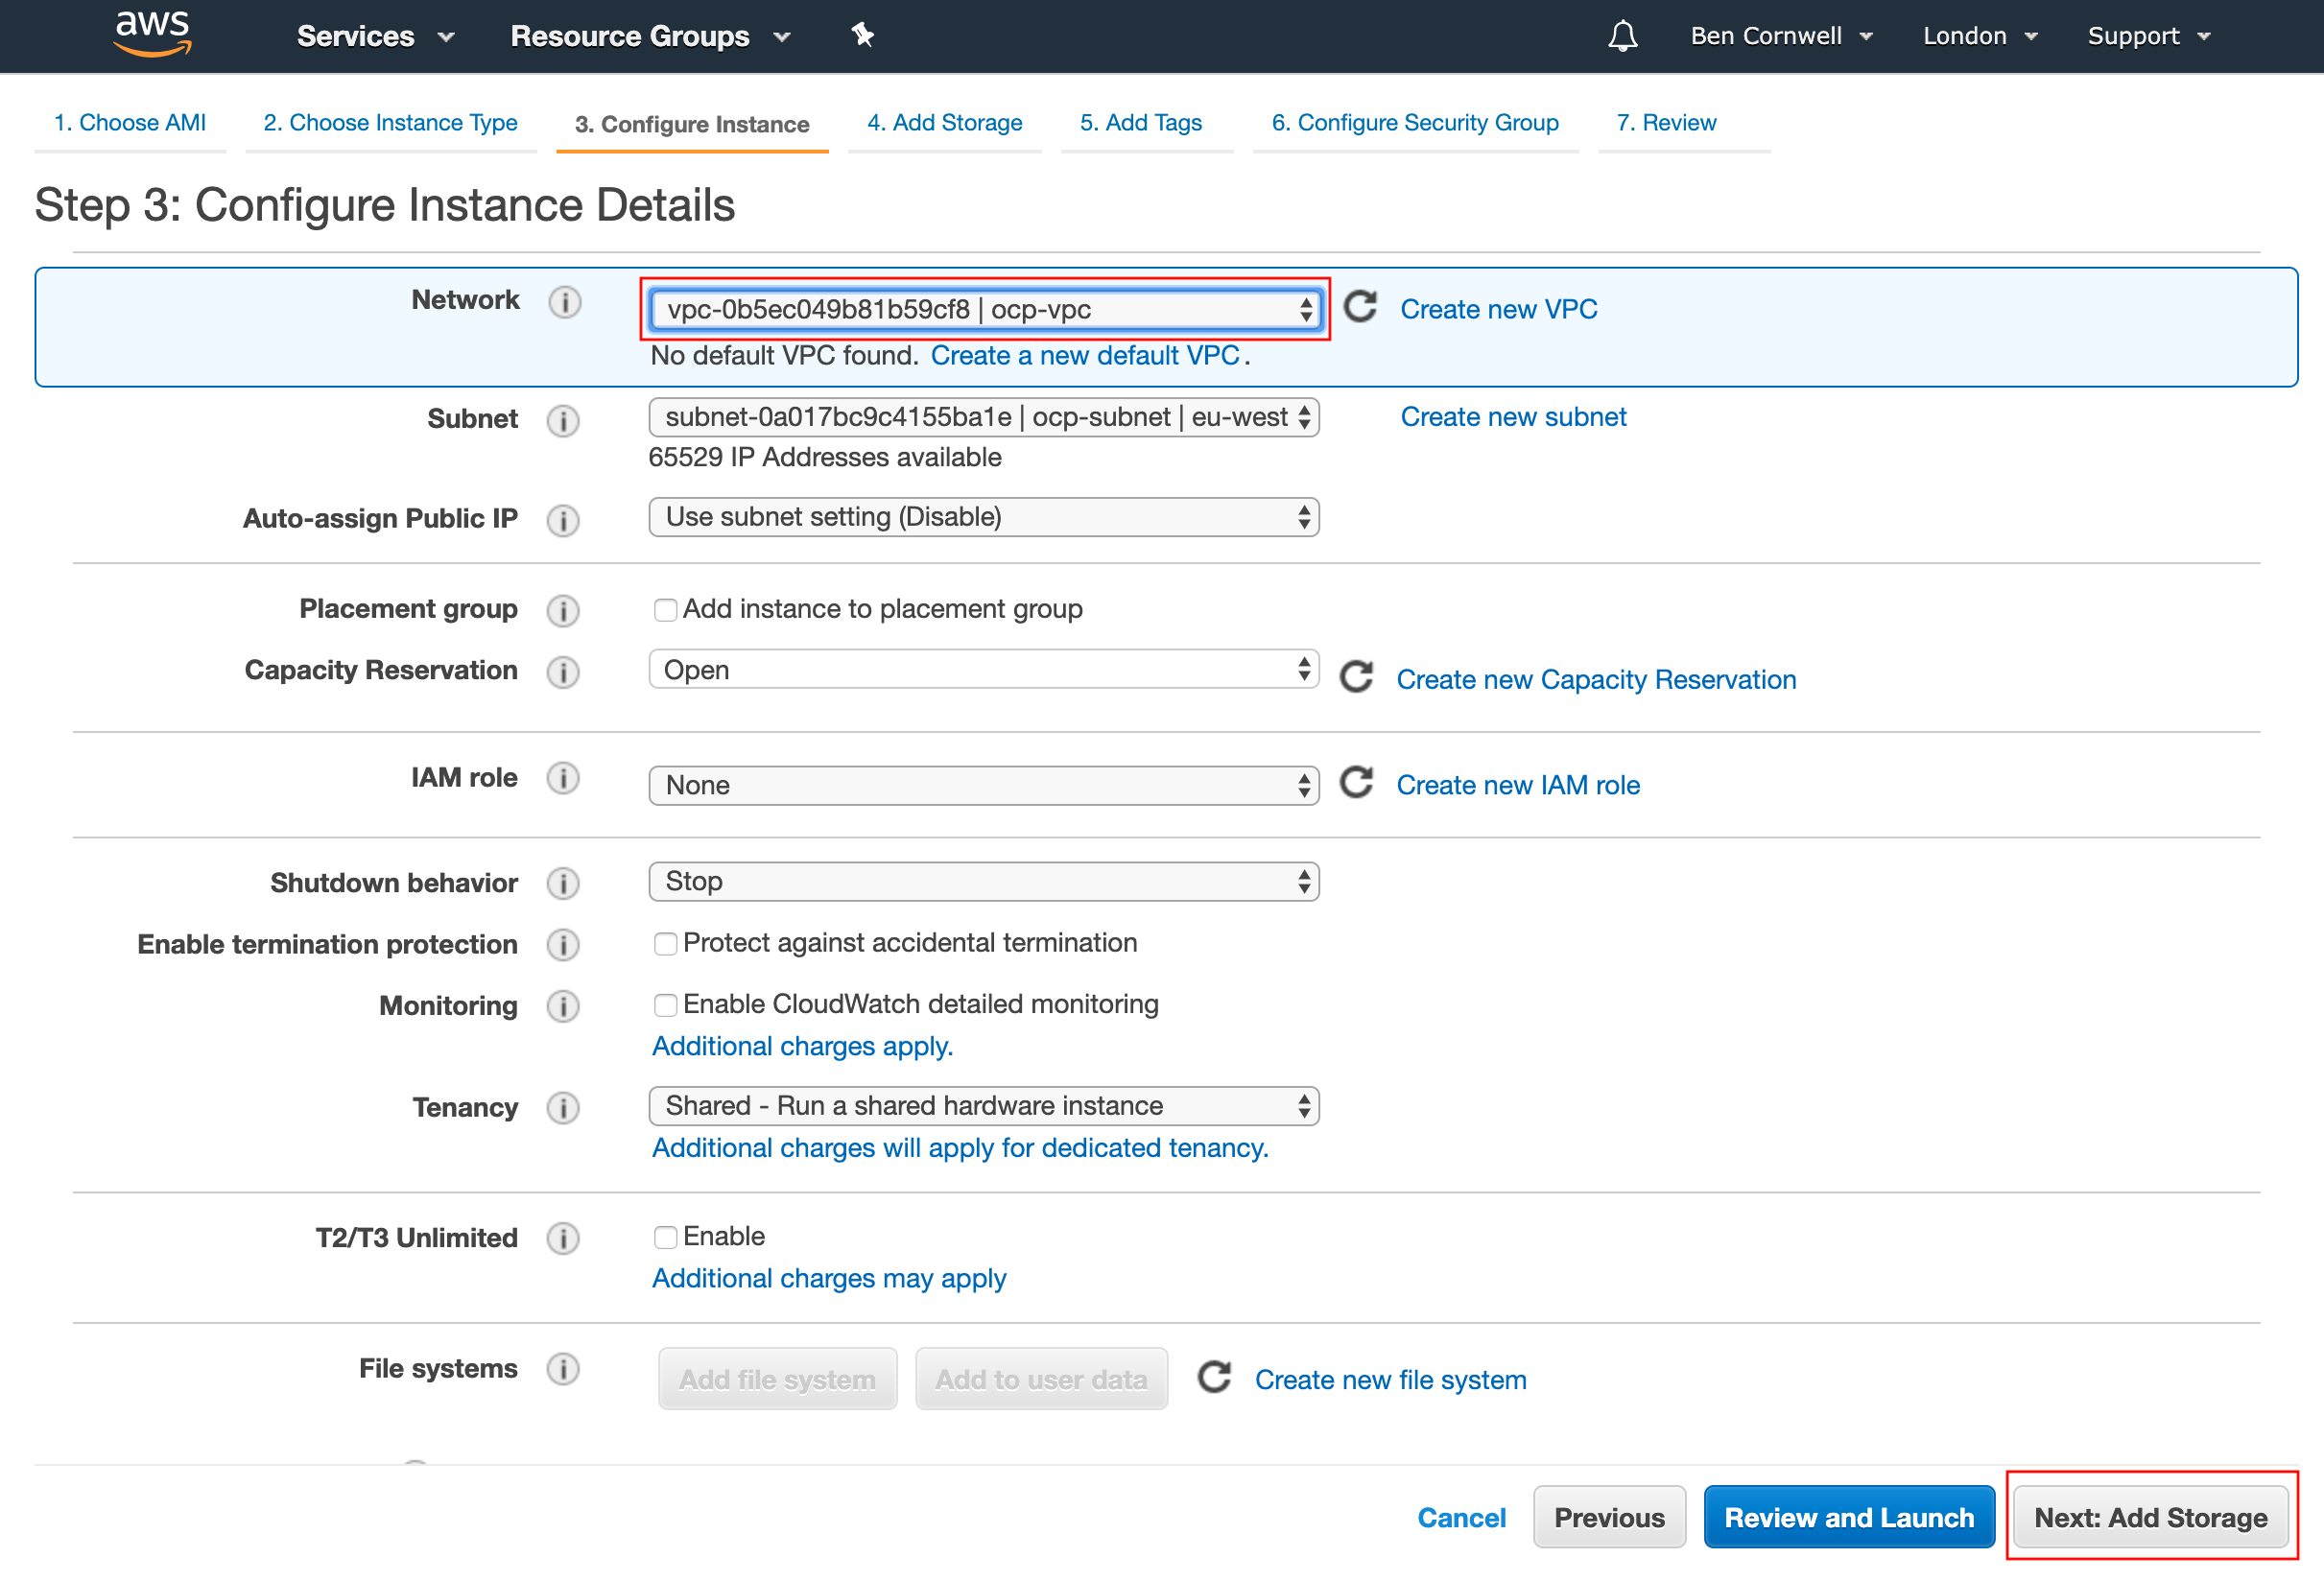 aws Services Resource Groups Ben Cornwell London Support
1. Choose AMI 2. Choose Instance Type 3. Configure Instance 4. Add Storage 5. Add Tags 6. Configure Security Group 7. Review
Step 3: Configure Instance Details
Network i vpc-0b5ec049b81b59cf8 | ocp-vpc Create new VPC
No default VPC found. Create a new default VPC.
Subnet i subnet-0a017bc9c4155ba1e | ocp-subnet | eu-west Create new subnet
65529 IP Addresses available
Auto-assign Public IP i Use subnet setting (Disable)
Placement group i Add instance to placement group
Capacity Reservation i Open Create new Capacity Reservation
IAM role i None Create new IAM role
Shutdown behavior i Stop
Enable termination protection i Protect against accidental termination
Monitoring i Enable CloudWatch detailed monitoring
Additional charges apply.
Tenancy i Shared - Run a shared hardware instance
Additional charges will apply for dedicated tenancy.
T2/T3 Unlimited i Enable
Additional charges may apply
File systems i Add file system Add to user data Create new file system
Cancel Previous Review and Launch Next: Add Storage